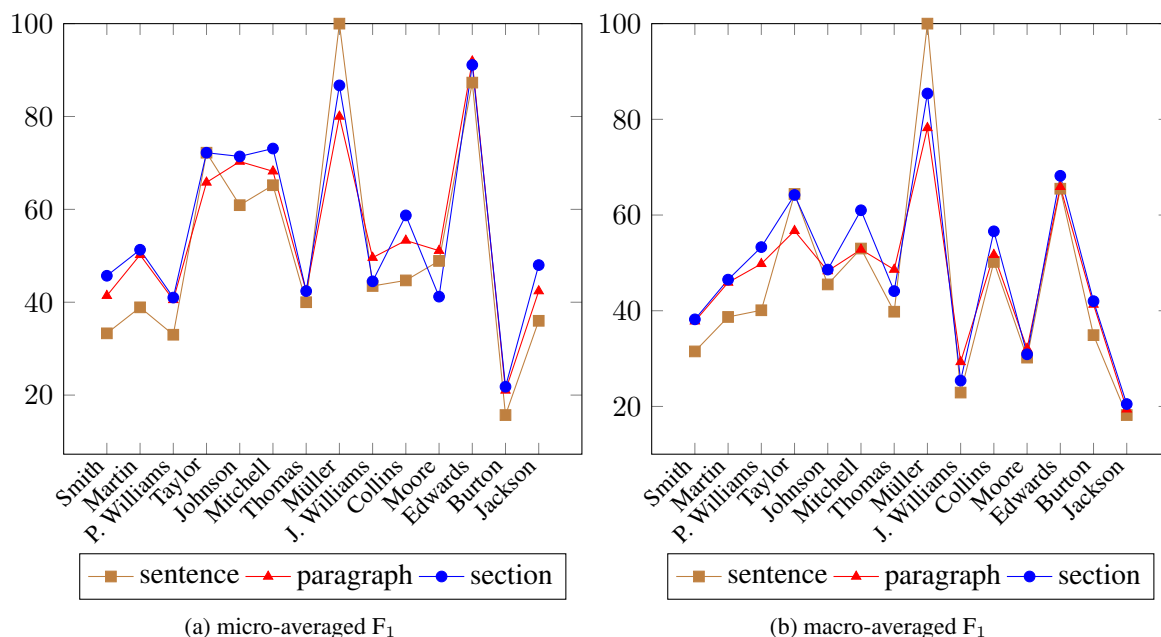 100
80
60
40
20
Smith
Martin
P. Williams
Taylor
Johnson
Mitchell
Thomas
Müller
J. Williams
Collins
Moore
Edwards
Burton
Jackson
sentence paragraph section
(a) micro-averaged F₁
100
80
60
40
20
Smith
Martin
P. Williams
Taylor
Johnson
Mitchell
Thomas
Müller
J. Williams
Collins
Moore
Edwards
Burton
Jackson
sentence paragraph section
(b) macro-averaged F₁